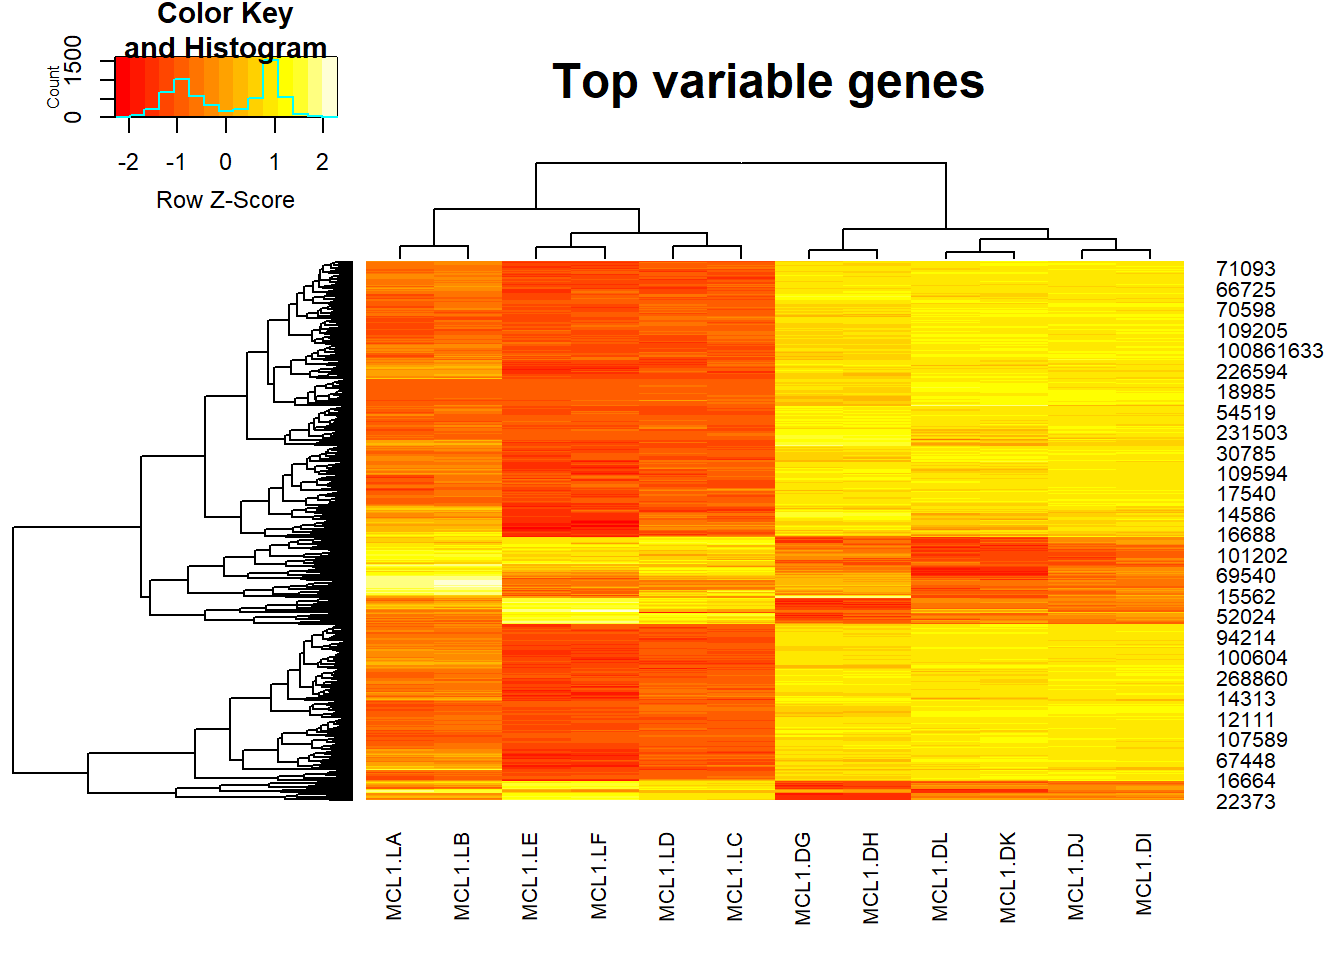 Color Key
and Histogram
Count
0
1500
-2 -1 0 1 2
Row Z-Score
Top variable genes
71093
66725
70598
109205
100861633
226594
18985
54519
231503
30785
109594
17540
14586
16688
101202
69540
15562
52024
94214
100604
268860
14313
12111
107589
67448
16664
22373
MCL1.LA
MCL1.LB
MCL1.LE
MCL1.LF
MCL1.LD
MCL1.LC
MCL1.DG
MCL1.DH
MCL1.DL
MCL1.DK
MCL1.DJ
MCL1.DI